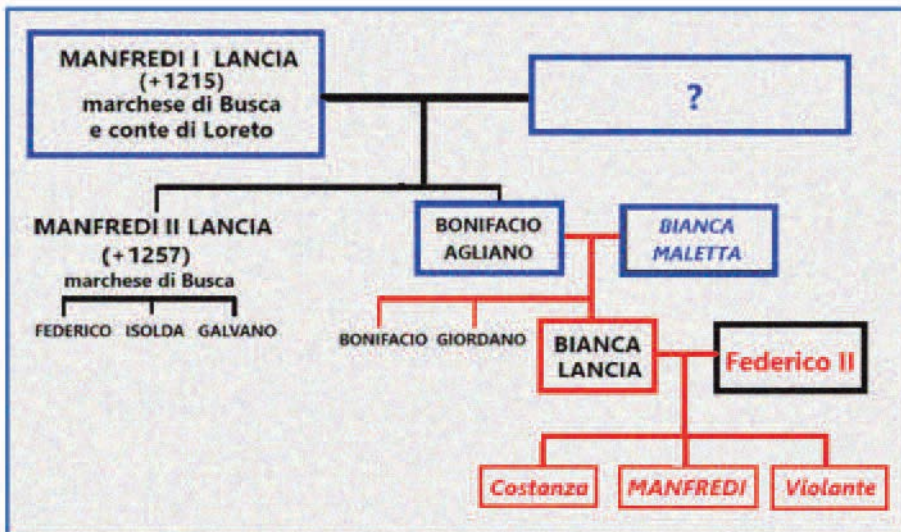 MANFREDI I LANCIA
(+1215)
marchese di Busca
e conte di Loreto
?
MANFREDI II LANCIA
(+1257)
marchese di Busca
BONIFACIO
AGLIANO
BIANCA
MALETTA
FEDERICO ISOLDA GALVANO
BONIFACIO GIORDANO
BIANCA
LANCIA
Federico II
Costanza MANFREDI Violante